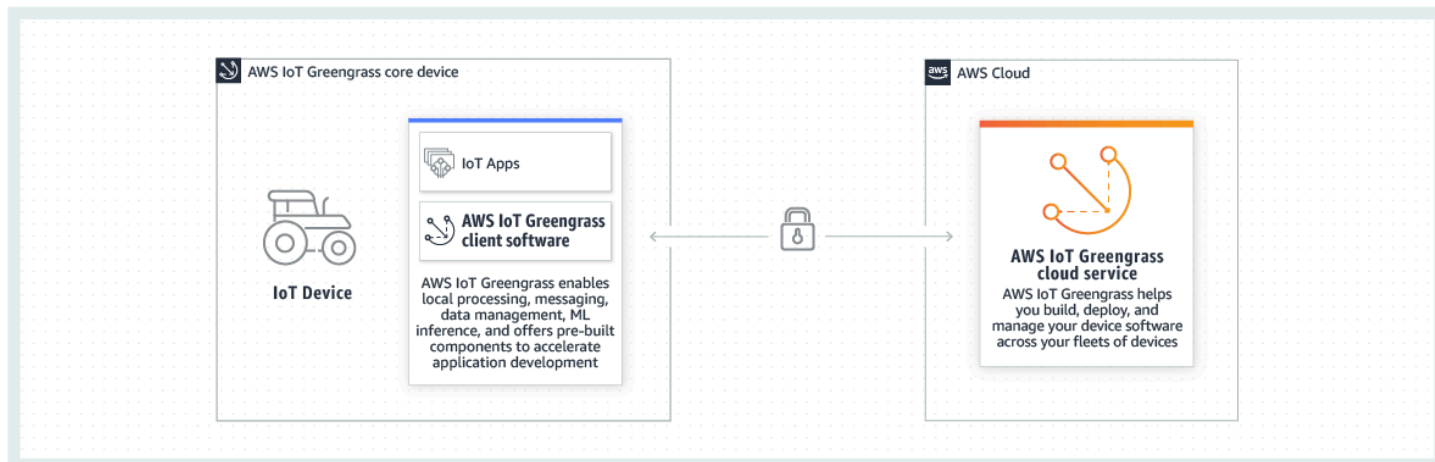 AWS IoT Greengrass core device
IoT Device
IoT Apps
AWS IoT Greengrass
client software
AWS IoT Greengrass enables
local processing, messaging,
data management, ML
inference, and offers pre-built
components to accelerate
application development
aws
AWS Cloud
AWS IoT Greengrass
cloud service
AWS IoT Greengrass helps
you build, deploy, and
manage your device software
across your fleets of devices